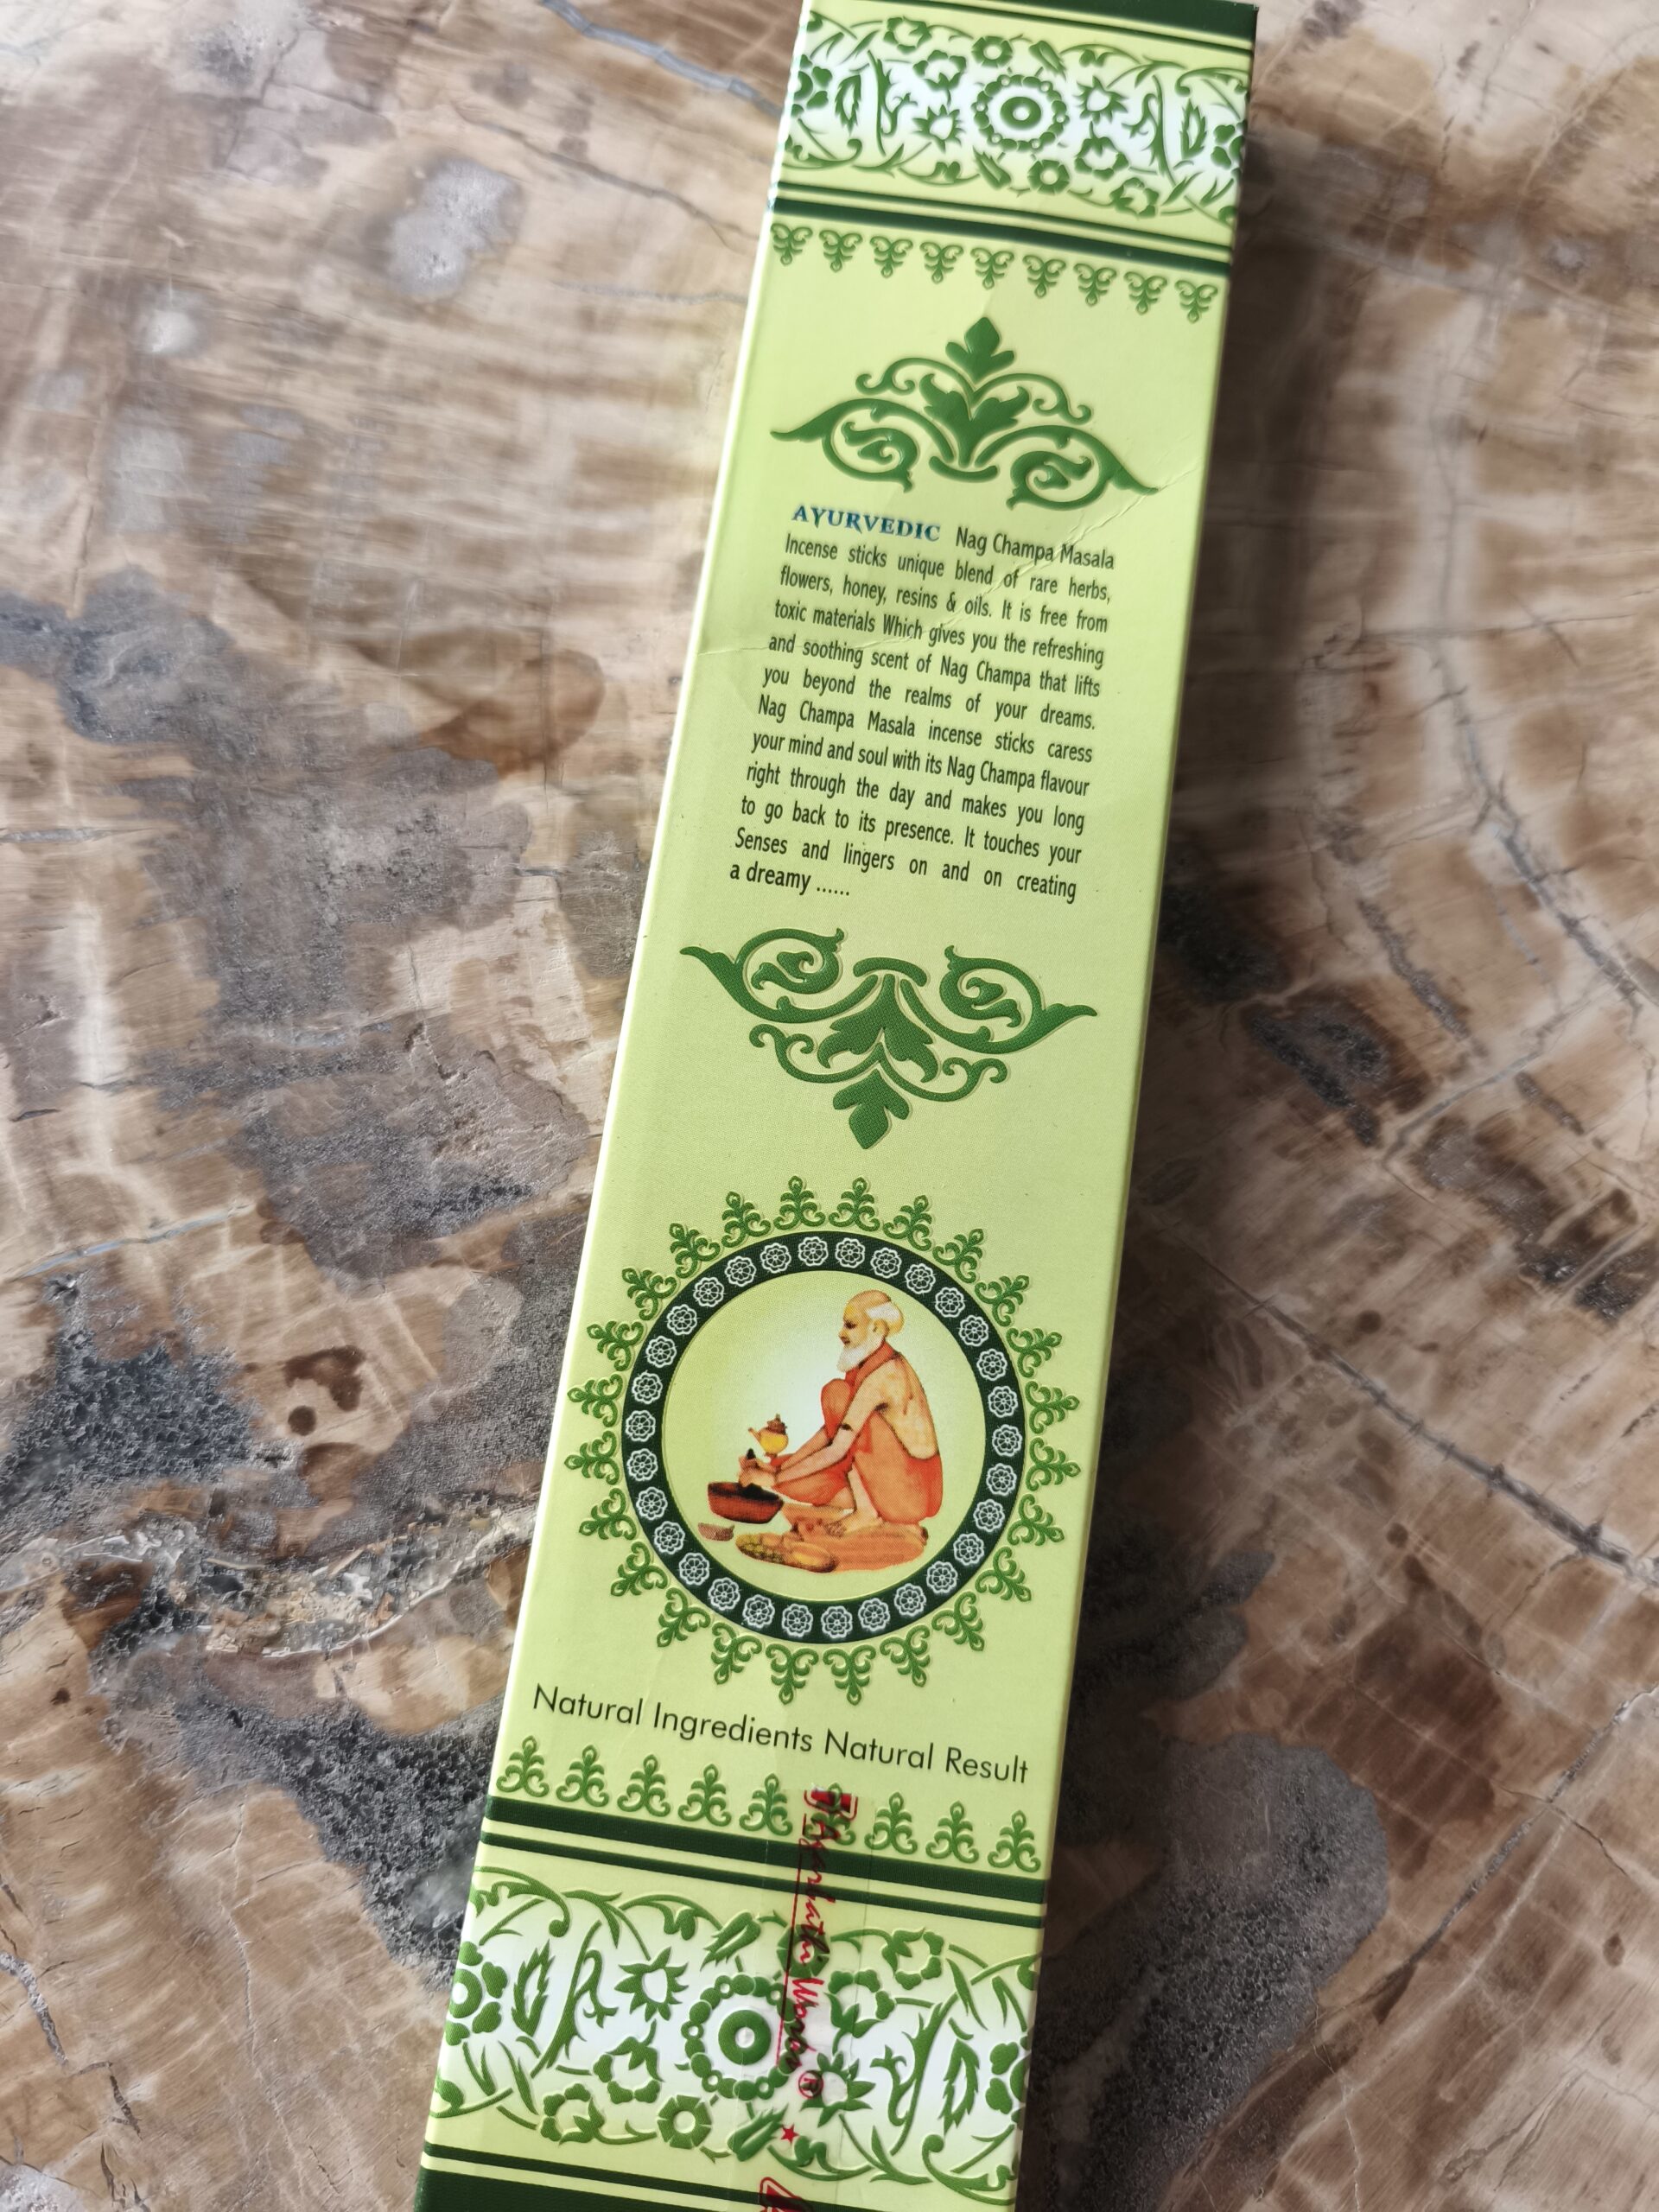 AYURVEDIC Nag Champa Masala
Incense sticks unique blend of rare herbs,
flowers, honey, resins & oils. It is free from
toxic materials Which gives you the refreshing
and soothing scent of Nag Champa that lifts
you beyond the realms of your dreams.
Nag Champa Masala incense sticks caress
your mind and soul with its Nag Champa flavour
right through the day and makes you long
to go back to its presence. It touches your
Senses and lingers on and on creating
a dreamy ......
Natural Ingredients Natural Result
Agarbathi Works ®